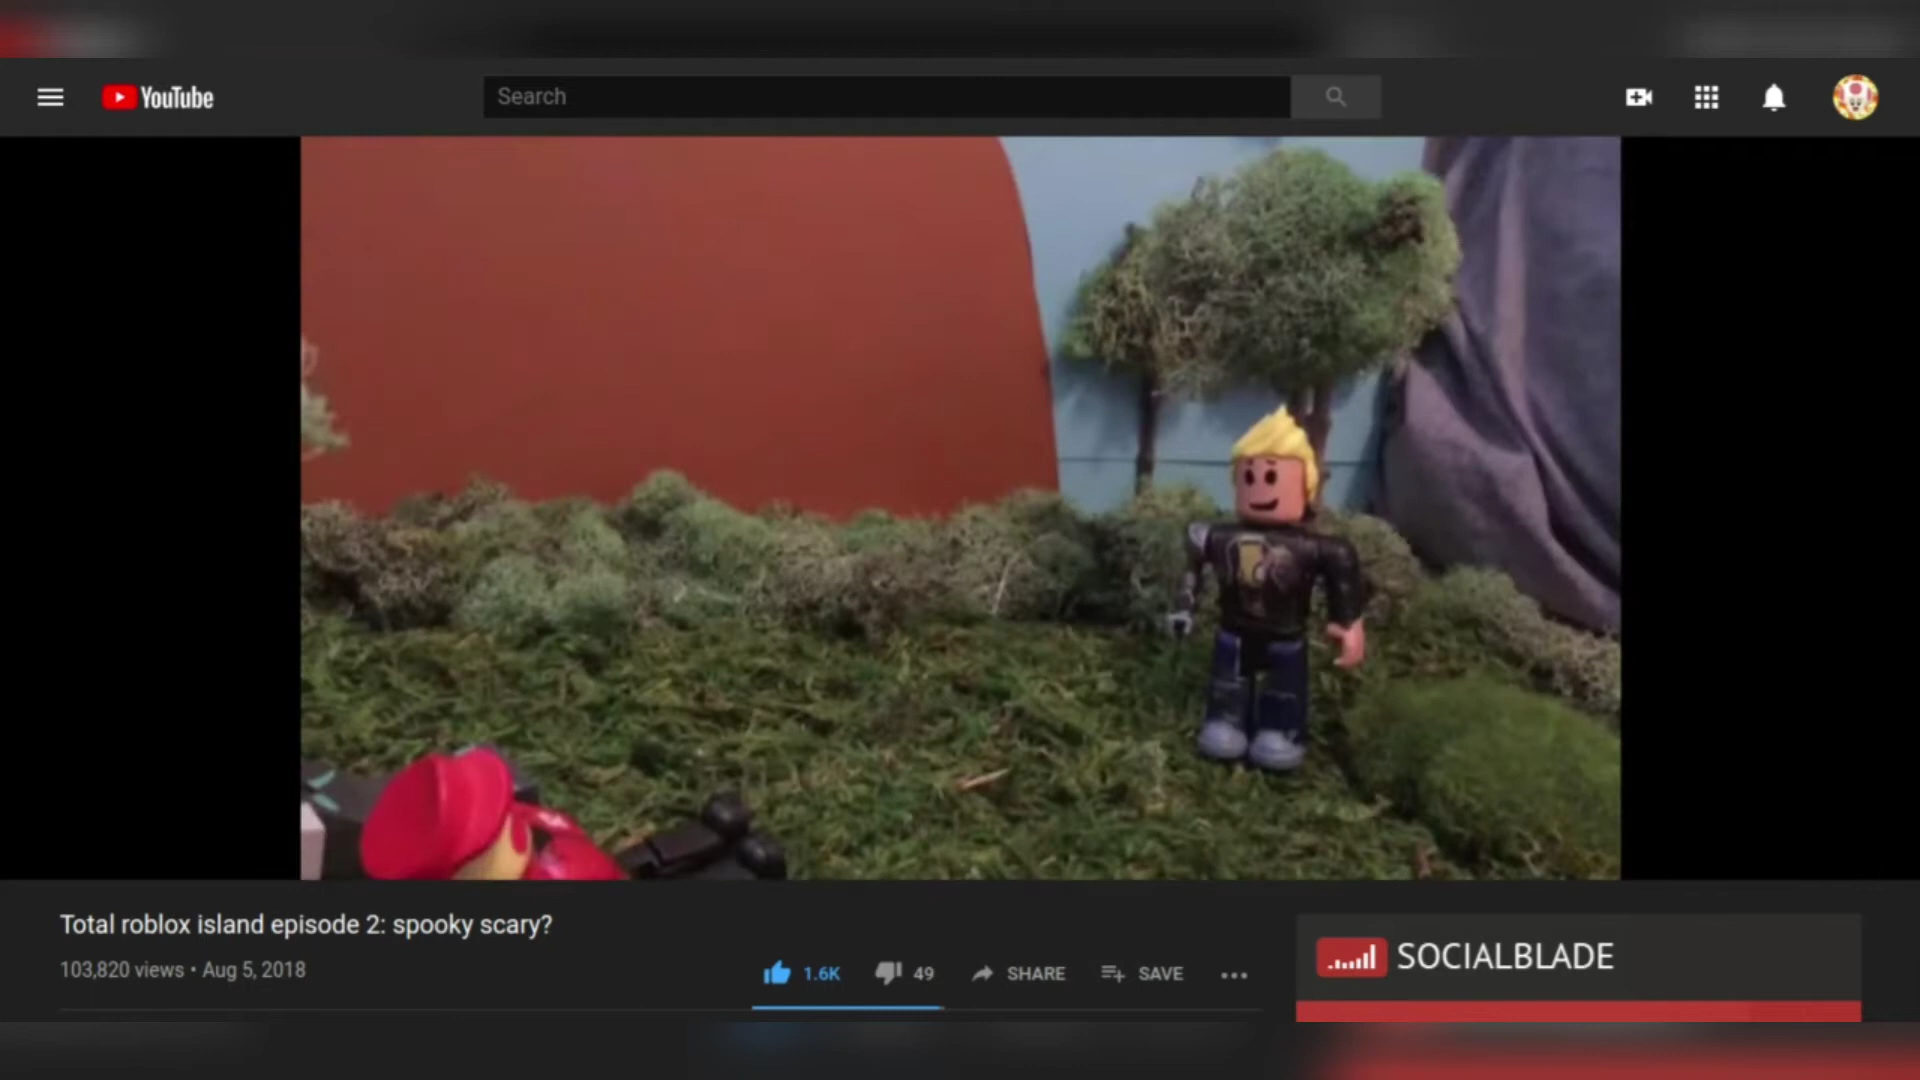 YouTube
Search
Total roblox island episode 2: spooky scary?
103,820 views • Aug 5, 2018
1.6K
49
SHARE
SAVE
SOCIALBLADE